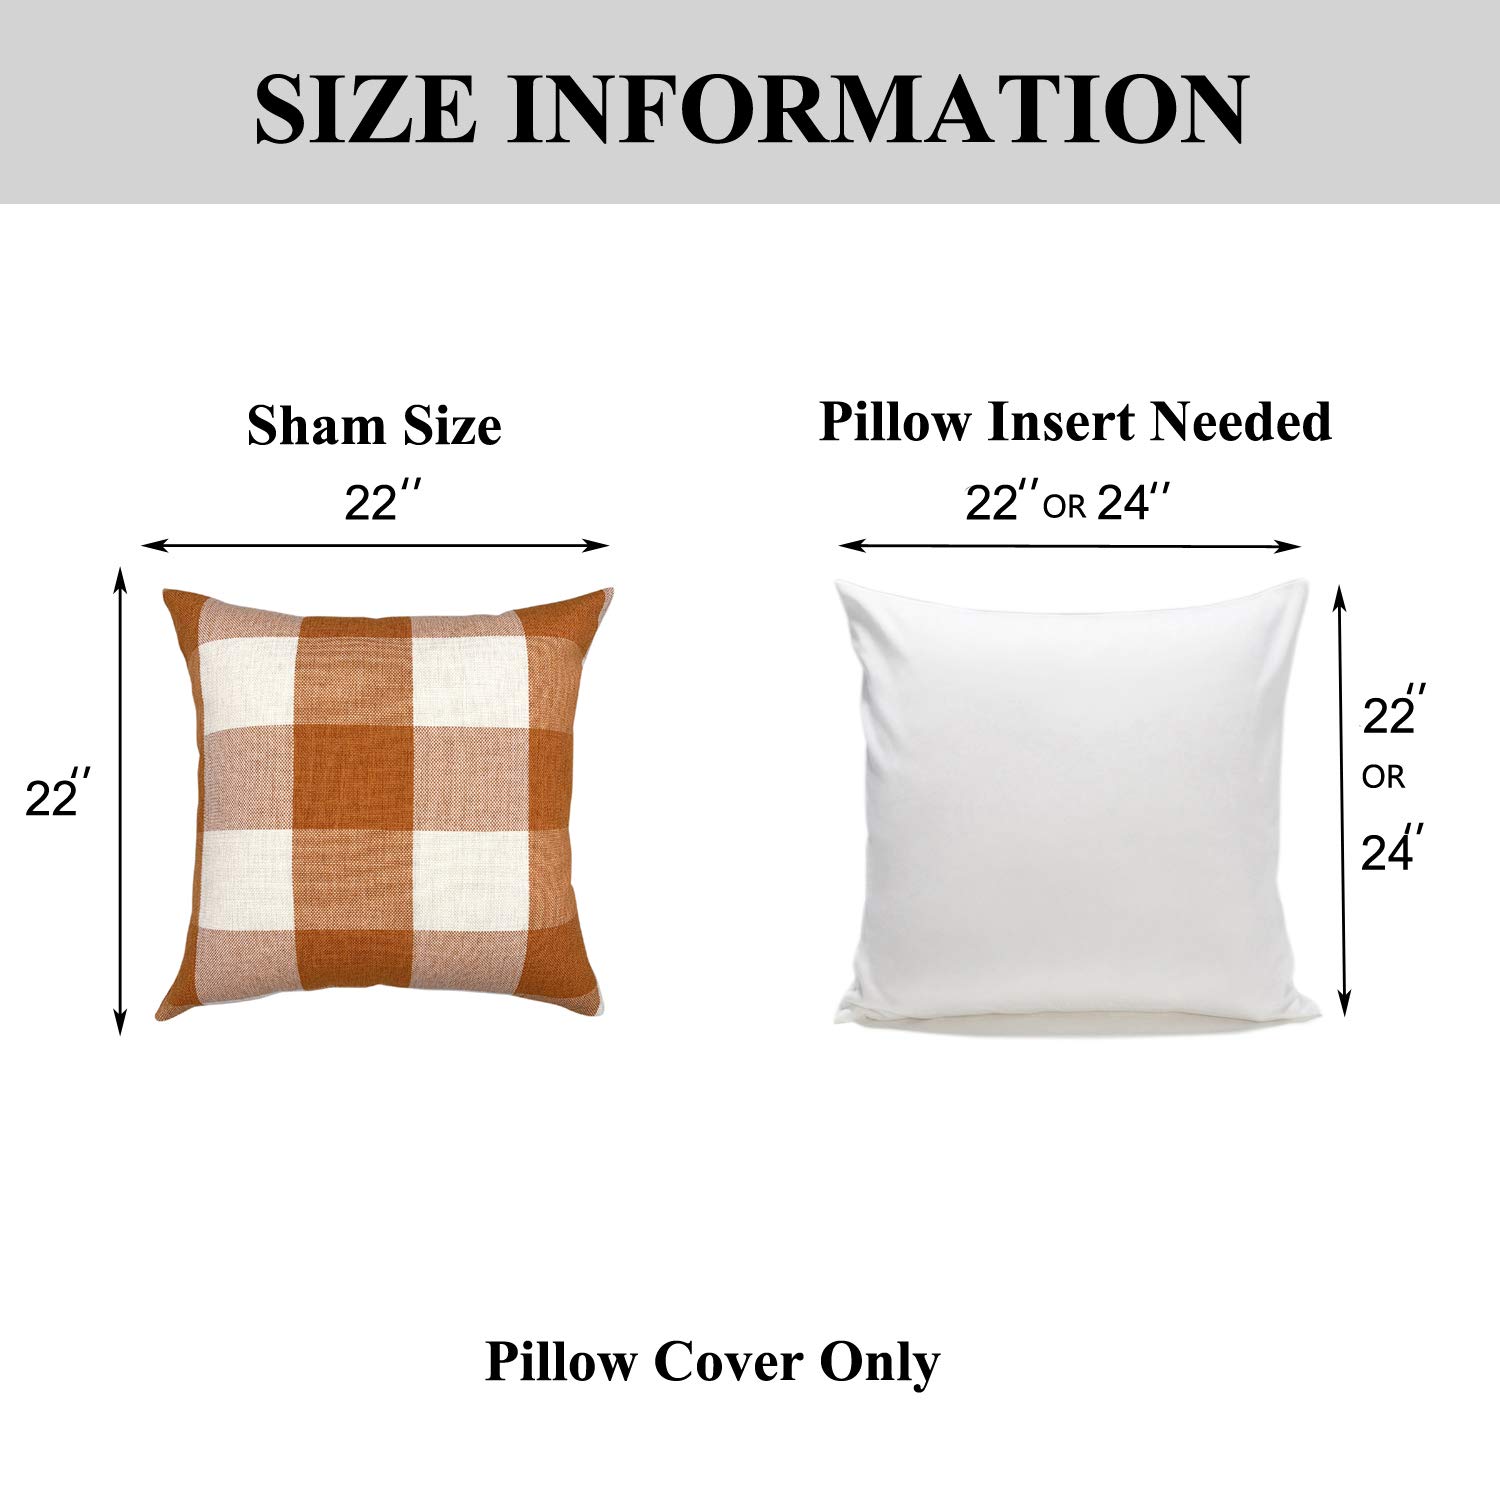 SIZE INFORMATION
Sham Size
22''
22''
Pillow Insert Needed
22'' OR 24''
22''
OR
24''
Pillow Cover Only